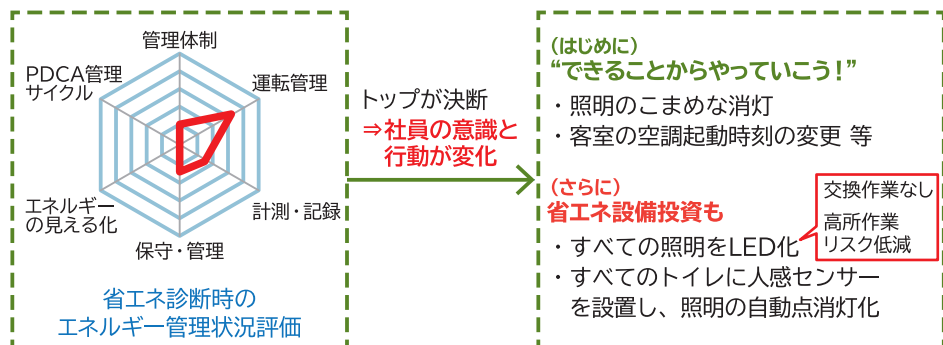 管理体制
運転管理
計測・記録
保守・管理
エネルギー
の見える化
PDCA管理
サイクル
省エネ診断時の
エネルギー管理状況評価
トップが決断
⇒社員の意識と
行動が変化
（はじめに）
“できることからやっていこう！”
・照明のこまめな消灯
・客室の空調起動時刻の変更 等
（さらに）
省エネ設備投資も
・すべての照明をLED化
・すべてのトイレに人感センサー
を設置し、照明の自動点消灯化
交換作業なし
高所作業
リスク低減